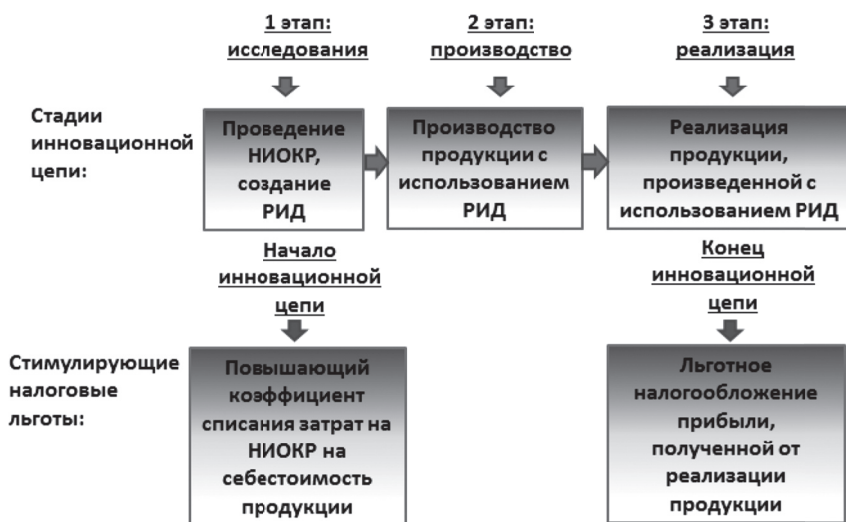 1 этап:
исследования
2 этап:
производство
3 этап:
реализация
Стадии
инновационной
цепи:
Проведение
НИОКР,
создание
РИД
Производство
продукции с
использованием
РИД
Реализация
продукции,
произведенной с
использованием РИД
Начало
инновационной
цепи
Конец
инновационной
цепи
Стимулирующие
налоговые
льготы:
Повышающий
коэффициент
списания затрат на
НИОКР на
себестоимость
продукции
Льготное
налогообложение
прибыли,
полученной от
реализации
продукции